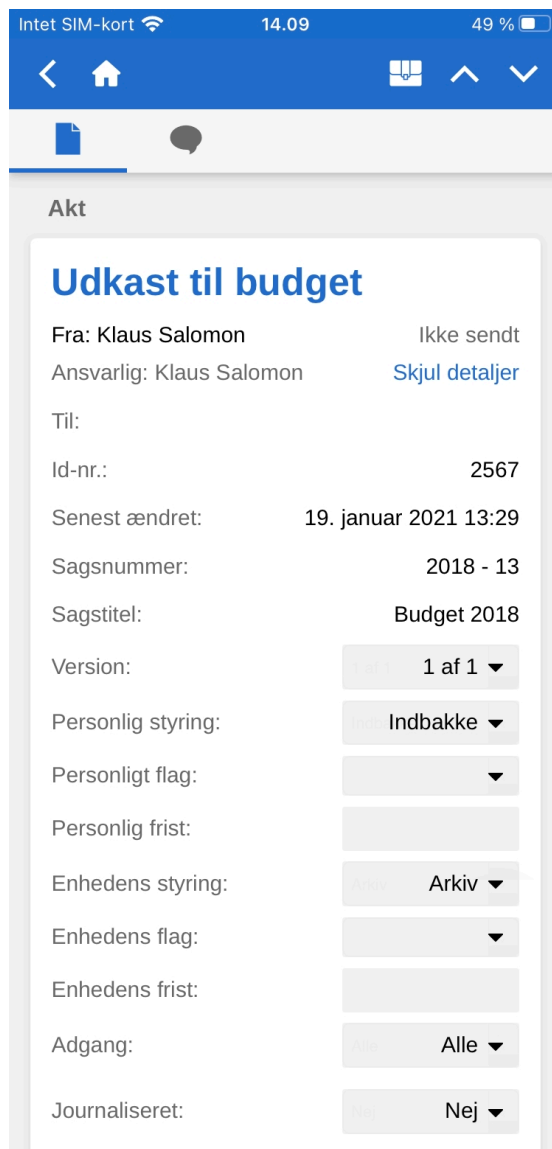 Intet SIM-kort 14.09 49 %
Akt
Udkast til budget
Fra: Klaus Salomon Ikke sendt
Ansvarlig: Klaus Salomon Skjul detaljer
Til:
Id-nr.: 2567
Senest ændret: 19. januar 2021 13:29
Sagsnummer: 2018 - 13
Sagstitel: Budget 2018
Version: 1 af 1
Personlig styring: Indbakke
Personligt flag:
Personlig frist:
Enhedens styring: Arkiv
Enhedens flag:
Enhedens frist:
Adgang: Alle
Journaliseret: Nej